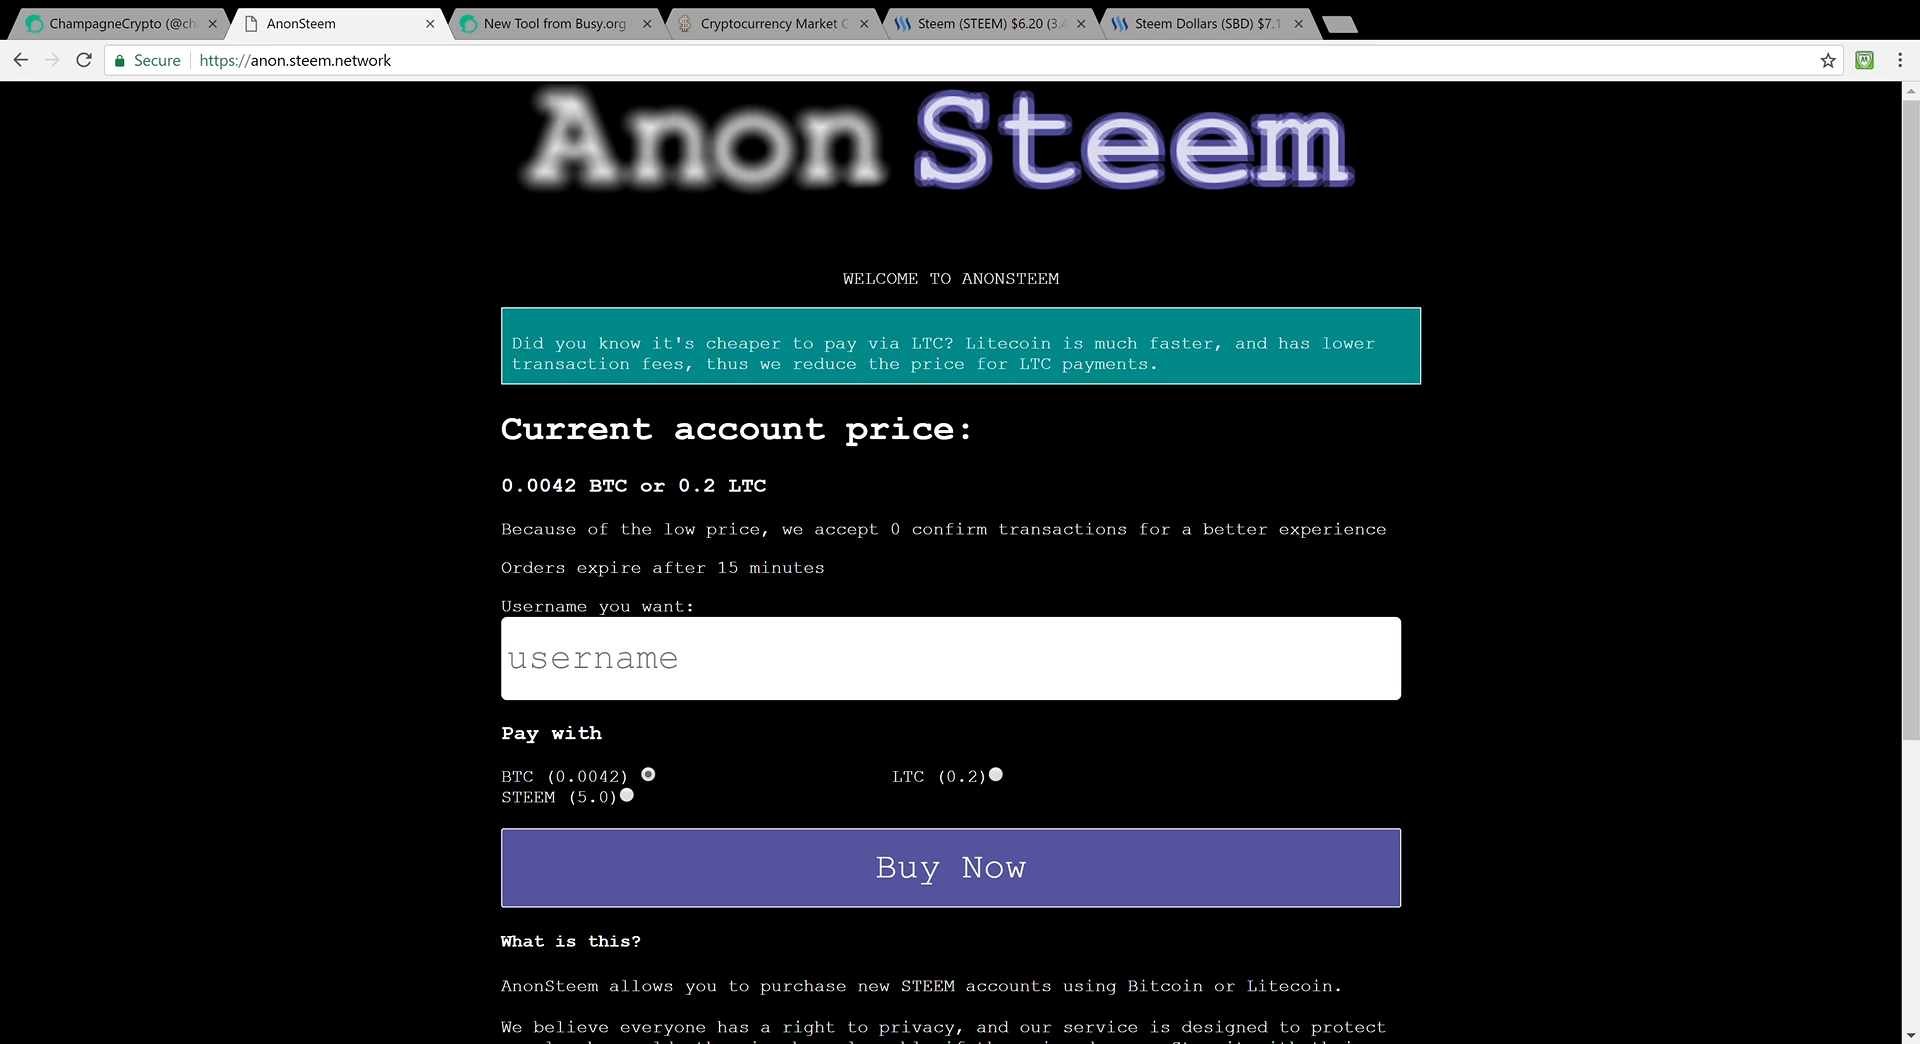 ChampagneCrypto (@ch
AnonSteem
New Tool from Busy.org
Cryptocurrency Market C
Steem (STEEM) $6.20 (3.4
Steem Dollars (SBD) $7.1
Secure
https://anon.steem.network
Anon Steem
WELCOME TO ANONSTEEM
Did you know it's cheaper to pay via LTC? Litecoin is much faster, and has lower
transaction fees, thus we reduce the price for LTC payments.
Current account price:
0.0042 BTC or 0.2 LTC
Because of the low price, we accept 0 confirm transactions for a better experience
Orders expire after 15 minutes
Username you want:
username
Pay with
BTC (0.0042)
LTC (0.2)
STEEM (5.0)
Buy Now
What is this?
AnonSteem allows you to purchase new STEEM accounts using Bitcoin or Litecoin.
We believe everyone has a right to privacy, and our service is designed to protect